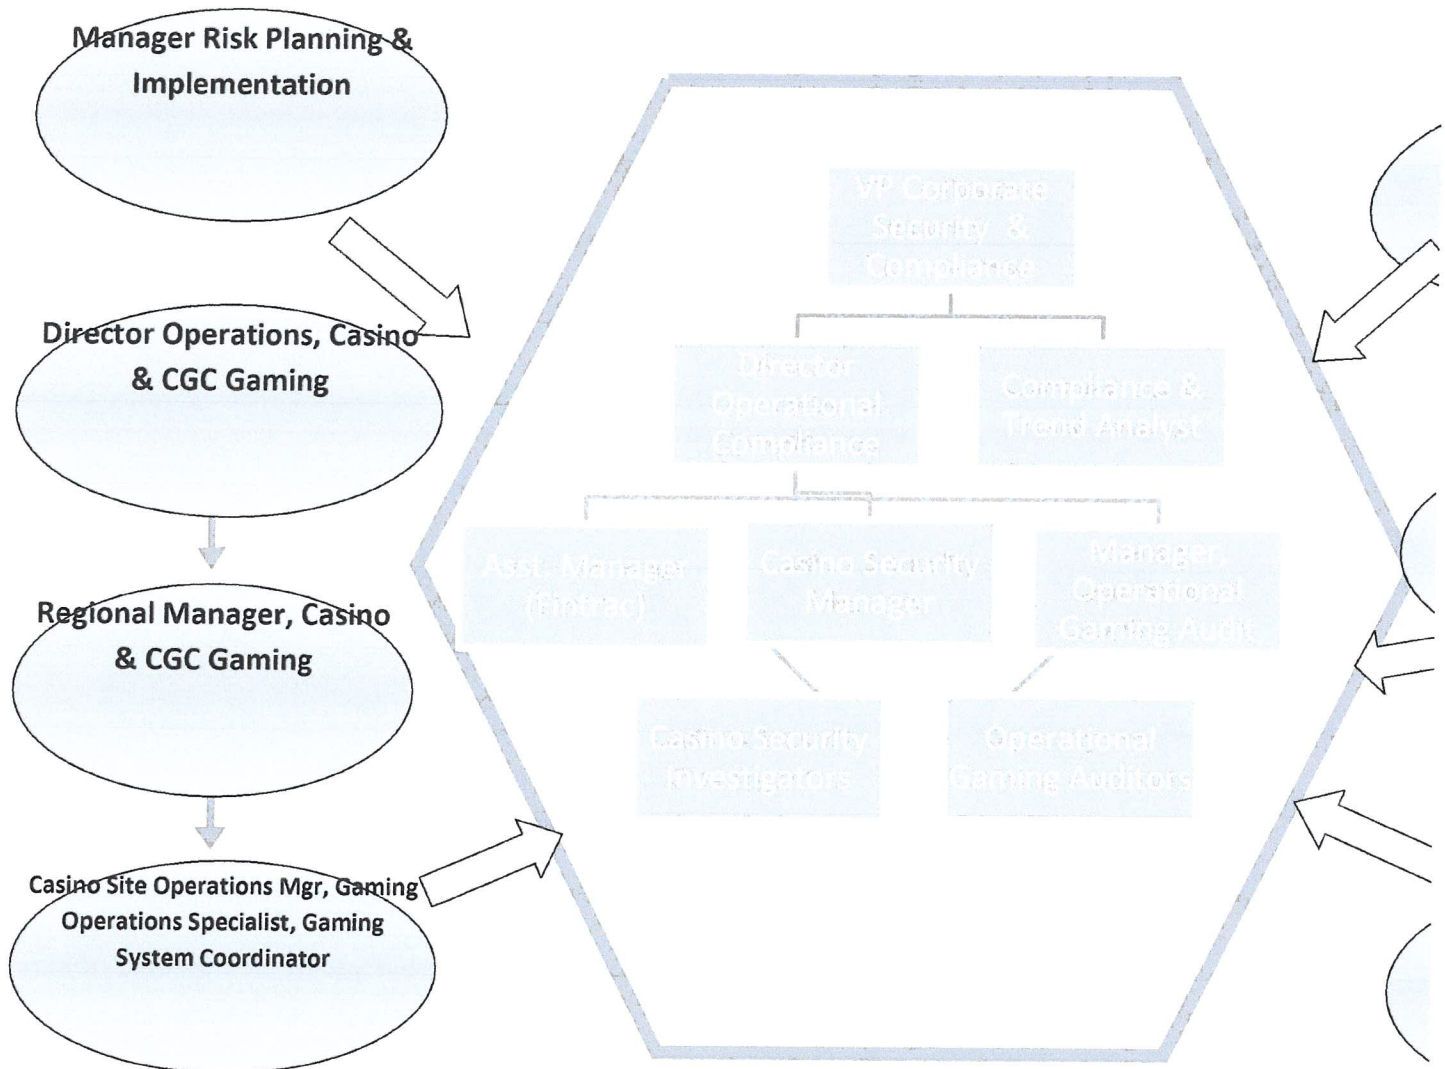 Manager Risk Planning &
Implementation
Director Operations, Casino
& CGC Gaming
Regional Manager, Casino
& CGC Gaming
Casino Site Operations Mgr, Gaming
Operations Specialist, Gaming
System Coordinator
VP Corporate
Security &
Compliance
Director
Operational
Compliance
Compliance &
Trend Analyst
Asst. Manager
(Fintrac)
Casino Security
Manager
Manager,
Operational
Gaming Audit
Casino Security
Investigators
Operational
Gaming Auditors